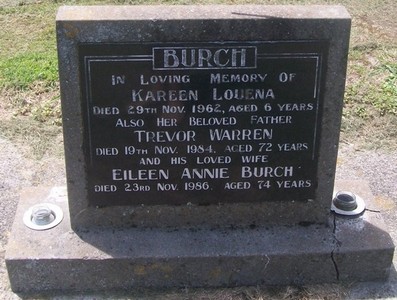 BURCH
IN LOVING MEMORY OF
KAREEN LOUENA
DIED 29TH NOV. 1962, AGED 6 YEARS
ALSO HER BELOVED FATHER
TREVOR WARREN
DIED 19TH NOV. 1984, AGED 72 YEARS
AND HIS LOVED WIFE
EILEEN ANNIE BURCH
DIED 23RD NOV. 1986, AGED 74 YEARS